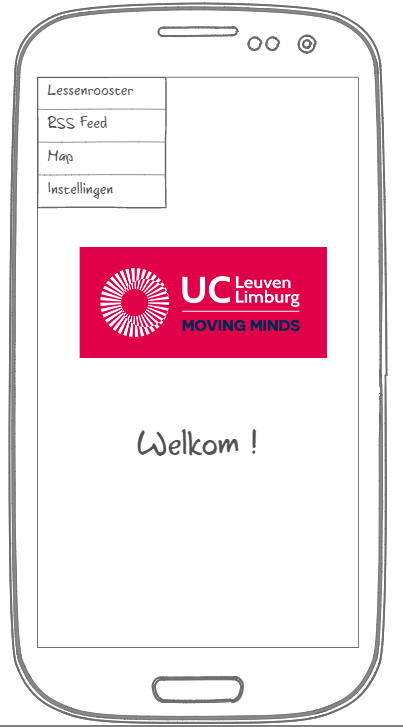 Lessenrooster
RSS Feed
Map
Instellingen
UC Leuven
Limburg
MOVING MINDS
Welkom !